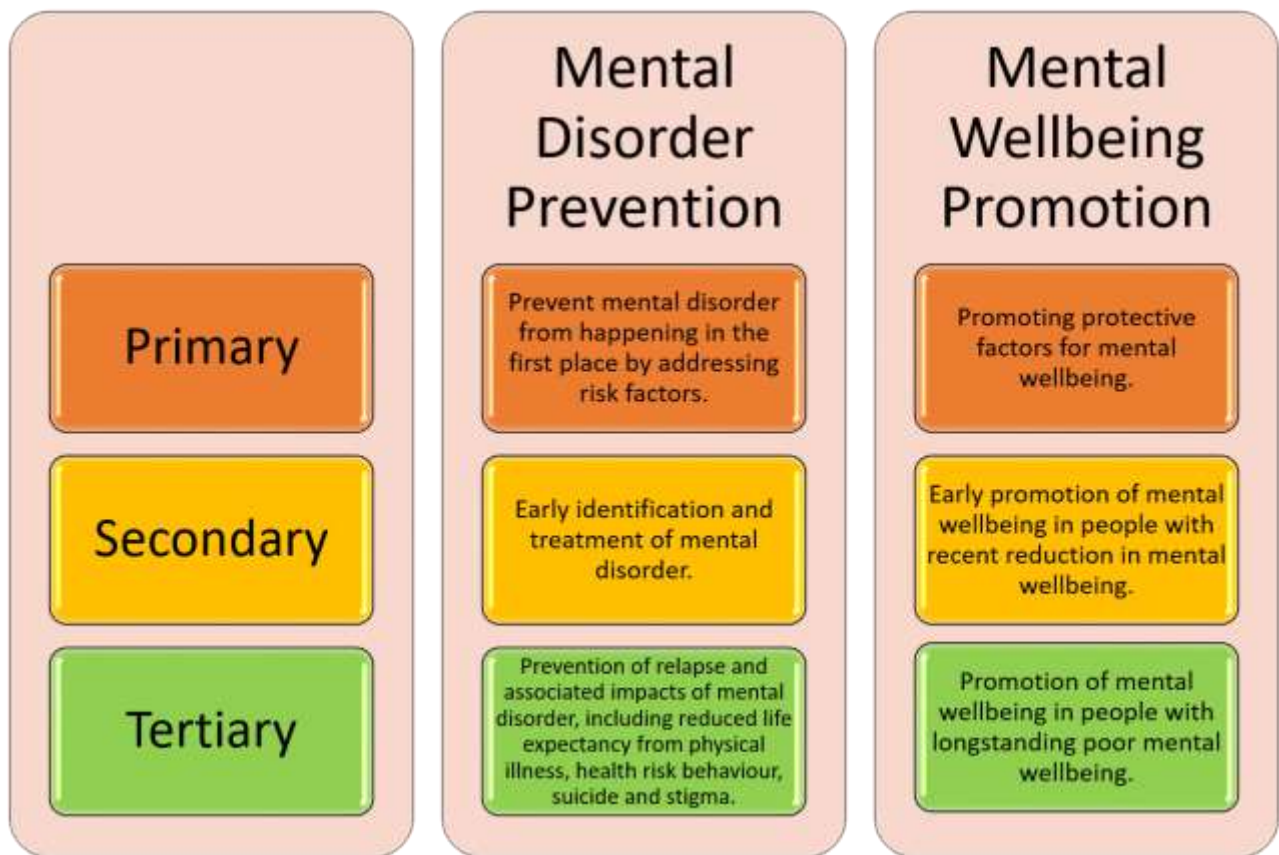 Mental
Disorder
Prevention
Mental
Wellbeing
Promotion
Primary
Prevent mental disorder
from happening in the
first place by addressing
risk factors.
Promoting protective
factors for mental
wellbeing.
Secondary
Early identification and
treatment of mental
disorder.
Early promotion of mental
wellbeing in people with
recent reduction in mental
wellbeing.
Tertiary
Prevention of relapse and
associated impacts of mental
disorder, including reduced life
expectancy from physical
illness, health risk behaviour,
suicide and stigma.
Promotion of mental
wellbeing in people with
longstanding poor mental
wellbeing.